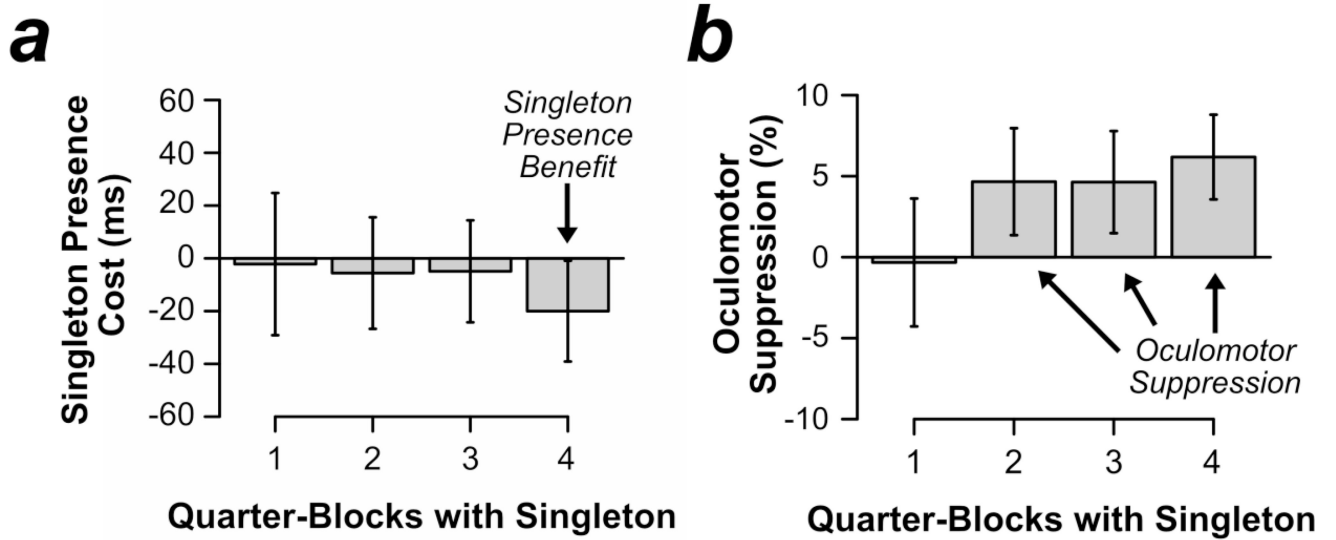 a
Singleton Presence
Cost (ms)
60
40
20
0
-20
-40
-60
Singleton
Presence
Benefit
1 2 3 4
Quarter-Blocks with Singleton
b
Oculomotor
Suppression (%)
10
5
0
-5
-10
Oculomotor
Suppression
1 2 3 4
Quarter-Blocks with Singleton